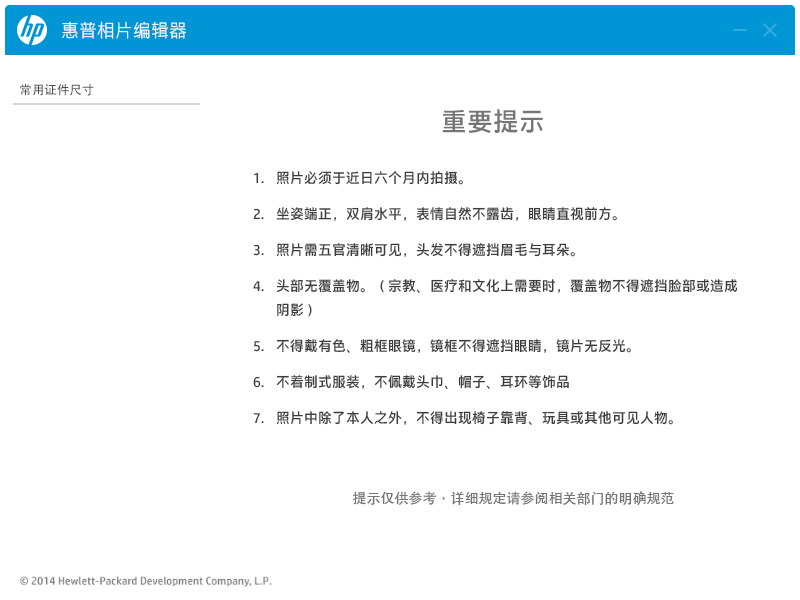 hp 惠普相片编辑器
常用证件尺寸
重要提示
1. 照片必须于近日六个月内拍摄。
2. 坐姿端正，双肩水平，表情自然不露齿，眼睛直视前方。
3. 照片需五官清晰可见，头发不得遮挡眉毛与耳朵。
4. 头部无覆盖物。（宗教、医疗和文化上需要时，覆盖物不得遮挡脸部或造成
阴影）
5. 不得戴有色、粗框眼镜，镜框不得遮挡眼睛，镜片无反光。
6. 不着制式服装，不佩戴头巾、帽子、耳环等饰品
7. 照片中除了本人之外，不得出现椅子靠背、玩具或其他可见人物。
提示仅供参考，详细规定请参阅相关部门的明确规范
© 2014 Hewlett-Packard Development Company, L.P.